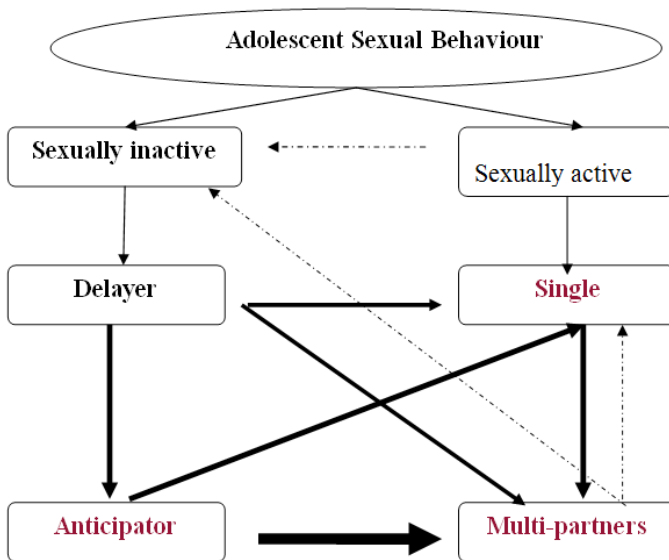 Adolescent Sexual Behaviour
Sexually inactive
Sexually active
Delayer
Single
Anticipator
Multi-partners